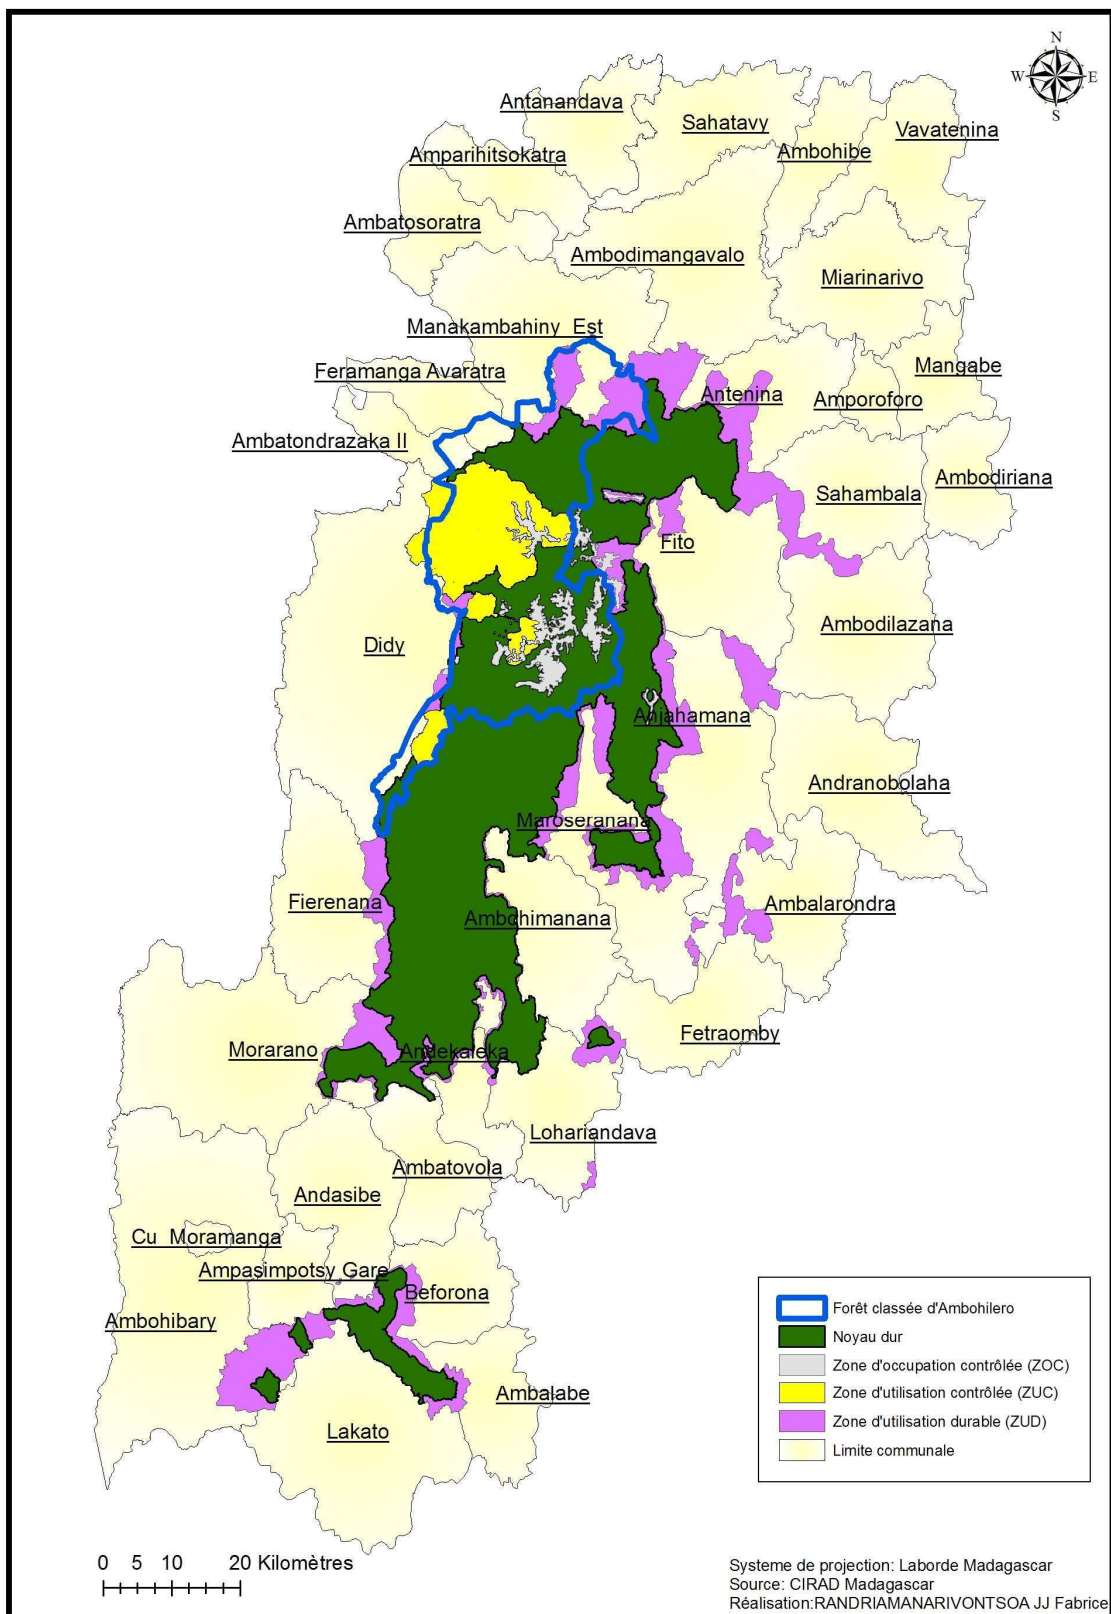 N
W E
S
Antanandava
Sahatavy
Vavatenina
Ambohibe
Amparihitsokatra
Ambatosoratra
Ambodimangavalo
Miarinarivo
Manakambahiny Est
Mangabe
Feramanga Avaratra
Antenina
Amporoforo
Ambatondrazaka II
Ambodiriana
Sahambala
Fito
Ambodilazana
Didy
Anjahamana
Andranobolaha
Maroseranana
Fierenana
Ambohimanana
Ambalarondra
Fetraomby
Morarano
Andekaleka
Lohariandava
Ambatovola
Andasibe
Cu Moramanga
Ampasimpotsy Gare
Beforona
Ambohibary
Ambalabe
Lakato
Forêt classée d'Ambohilero
Noyau dur
Zone d'occupation contrôlée (ZOC)
Zone d'utilisation contrôlée (ZUC)
Zone d'utilisation durable (ZUD)
Limite communale
0 5 10 20 Kilomètres
Systeme de projection: Laborde Madagascar
Source: CIRAD Madagascar
Réalisation:RANDRIAMANARIVONTSOA JJ Fabrice